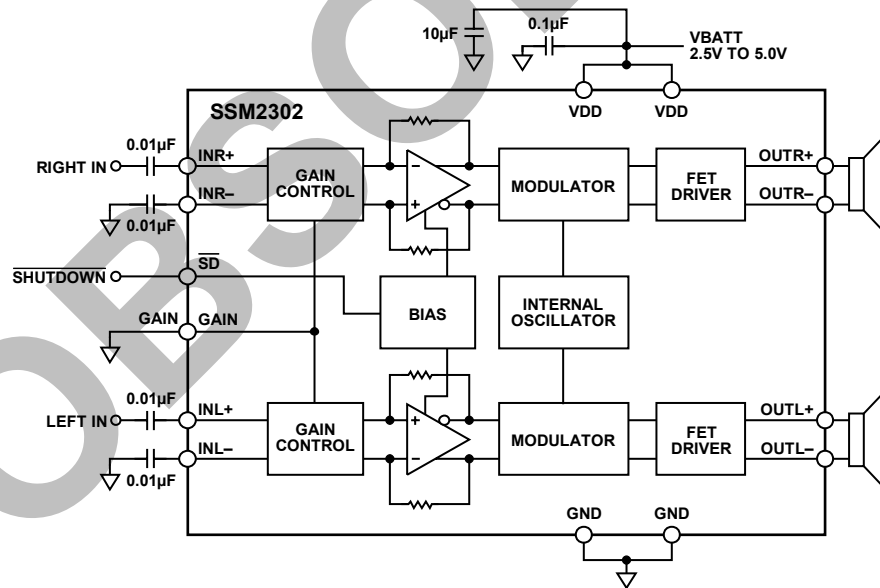 10µF
0.1µF
VBATT
2.5V TO 5.0V
SSM2302
VDD
VDD
0.01µF
RIGHT IN
INR+
GAIN
CONTROL
−
+
MODULATOR
FET
DRIVER
OUTR+
INR–
OUTR–
0.01µF
SHUTDOWN
SD
BIAS
INTERNAL
OSCILLATOR
GAIN
GAIN
0.01µF
LEFT IN
INL+
GAIN
CONTROL
+
−
MODULATOR
FET
DRIVER
OUTL+
INL–
OUTL–
0.01µF
GND
GND
OBSO